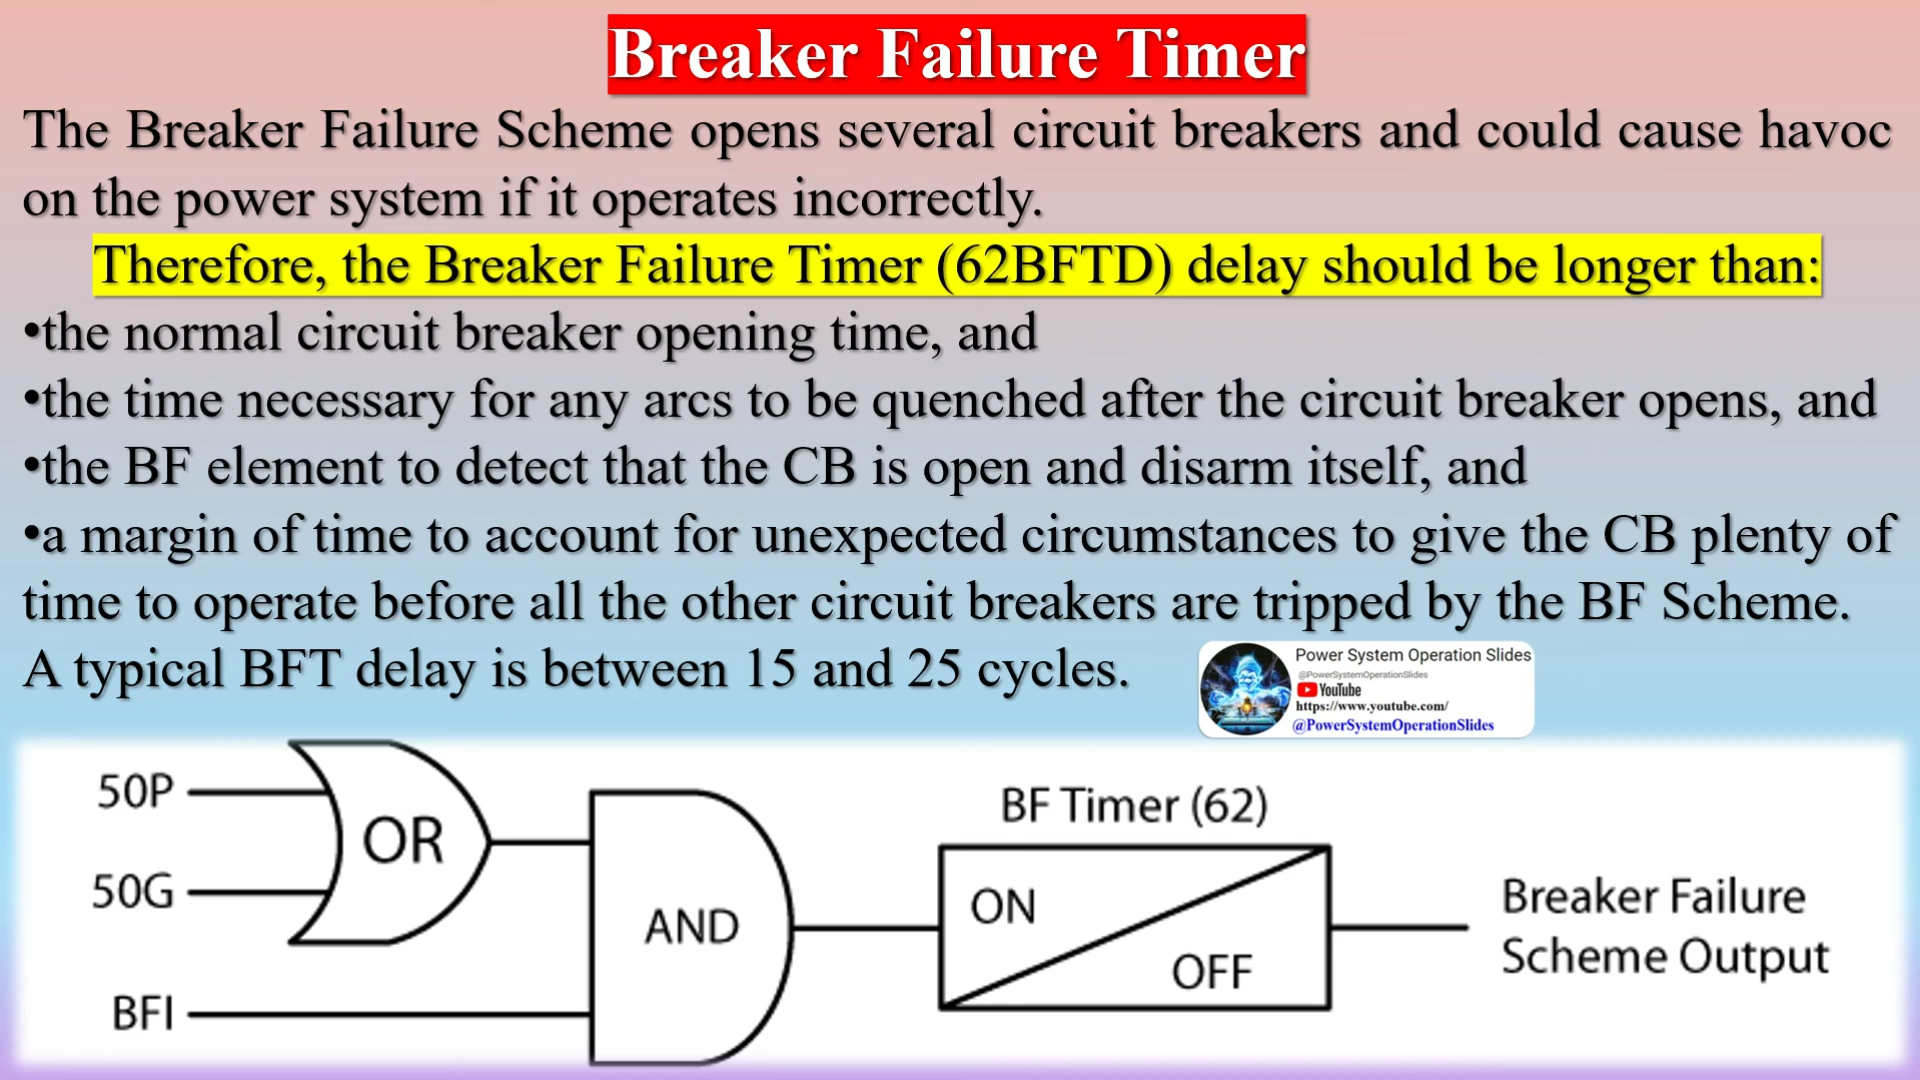 Breaker Failure Timer
The Breaker Failure Scheme opens several circuit breakers and could cause havoc
on the power system if it operates incorrectly.
Therefore, the Breaker Failure Timer (62BFTD) delay should be longer than:
•the normal circuit breaker opening time, and
•the time necessary for any arcs to be quenched after the circuit breaker opens, and
•the BF element to detect that the CB is open and disarm itself, and
•a margin of time to account for unexpected circumstances to give the CB plenty of
time to operate before all the other circuit breakers are tripped by the BF Scheme.
A typical BFT delay is between 15 and 25 cycles.
Power System Operation Slides
@PowerSystemOperationSlides
YouTube
https://www.youtube.com/
@PowerSystemOperationSlides
50P
OR
50G
AND
BFI
BF Timer (62)
ON
OFF
Breaker Failure
Scheme Output